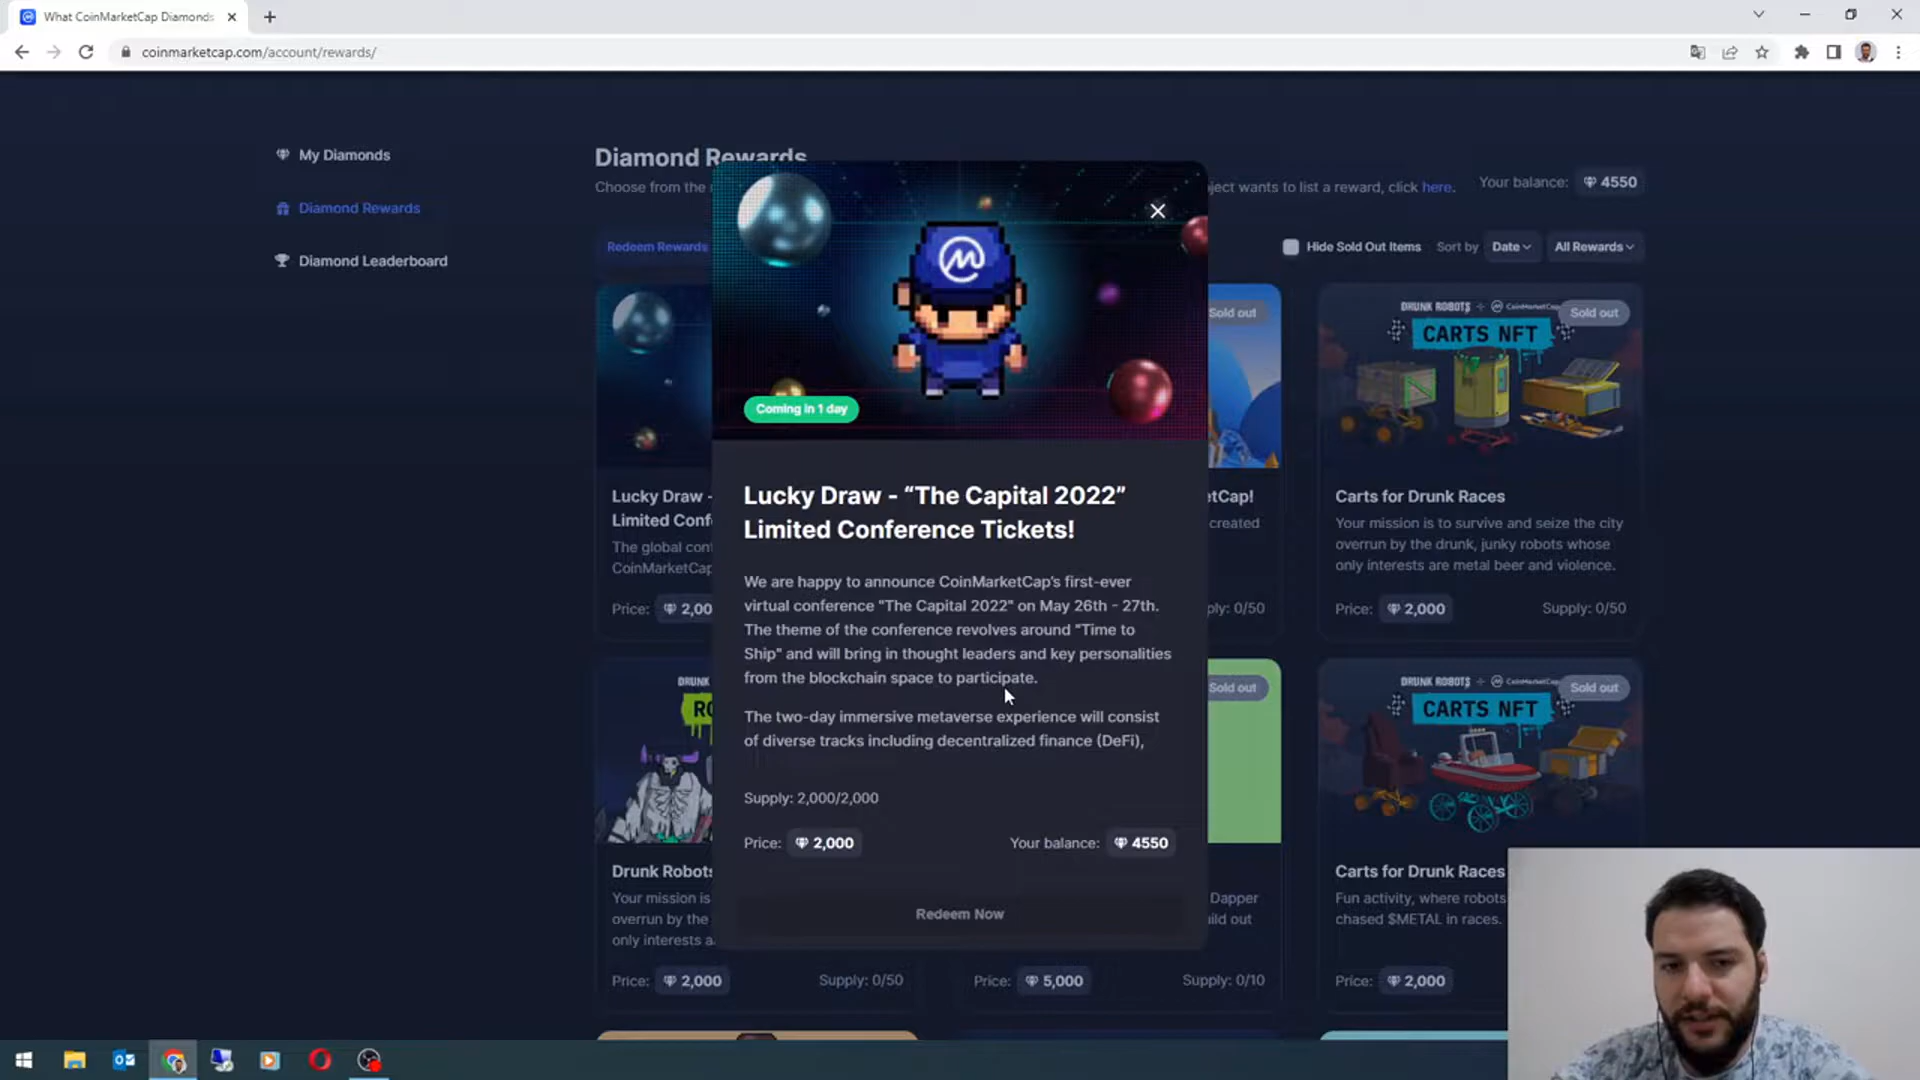 What CoinMarketCap Diamonds
coinmarketcap.com/account/rewards/
My Diamonds
Diamond Rewards
Diamond Leaderboard
Diamond Rewards
Choose from the
ject wants to list a reward, click here.
Your balance: 4550
Redeem Rewards
Hide Sold Out Items
Sort by Date
All Rewards
Coming in 1 day
Lucky Draw - “The Capital 2022”
Limited Conference Tickets!
We are happy to announce CoinMarketCap's first-ever
virtual conference "The Capital 2022" on May 26th - 27th.
The theme of the conference revolves around "Time to
Ship" and will bring in thought leaders and key personalities
from the blockchain space to participate.
The two-day immersive metaverse experience will consist
of diverse tracks including decentralized finance (DeFi),
Supply: 2,000/2,000
Price: 2,000
Your balance: 4550
Redeem Now
Lucky Draw -
Limited Conf
The global con
CoinMarketCap
Price: 2,00
Sold out
tCap!
created
ply: 0/50
DRUNK ROBOTS + CoinMarketCap
Sold out
CARTS NFT
Carts for Drunk Races
Your mission is to survive and seize the city
overrun by the drunk, junky robots whose
only interests are metal beer and violence.
Price: 2,000
Supply: 0/50
DRUNK
RO
Drunk Robots
Your mission is
overrun by the
only interests a
Price: 2,000
Supply: 0/50
Sold out
Dapper
ild out
Price: 5,000
Supply: 0/10
DRUNK ROBOTS + CoinMarketCap
Sold out
CARTS NFT
Carts for Drunk Races
Fun activity, where robots
chased $METAL in races.
Price: 2,000